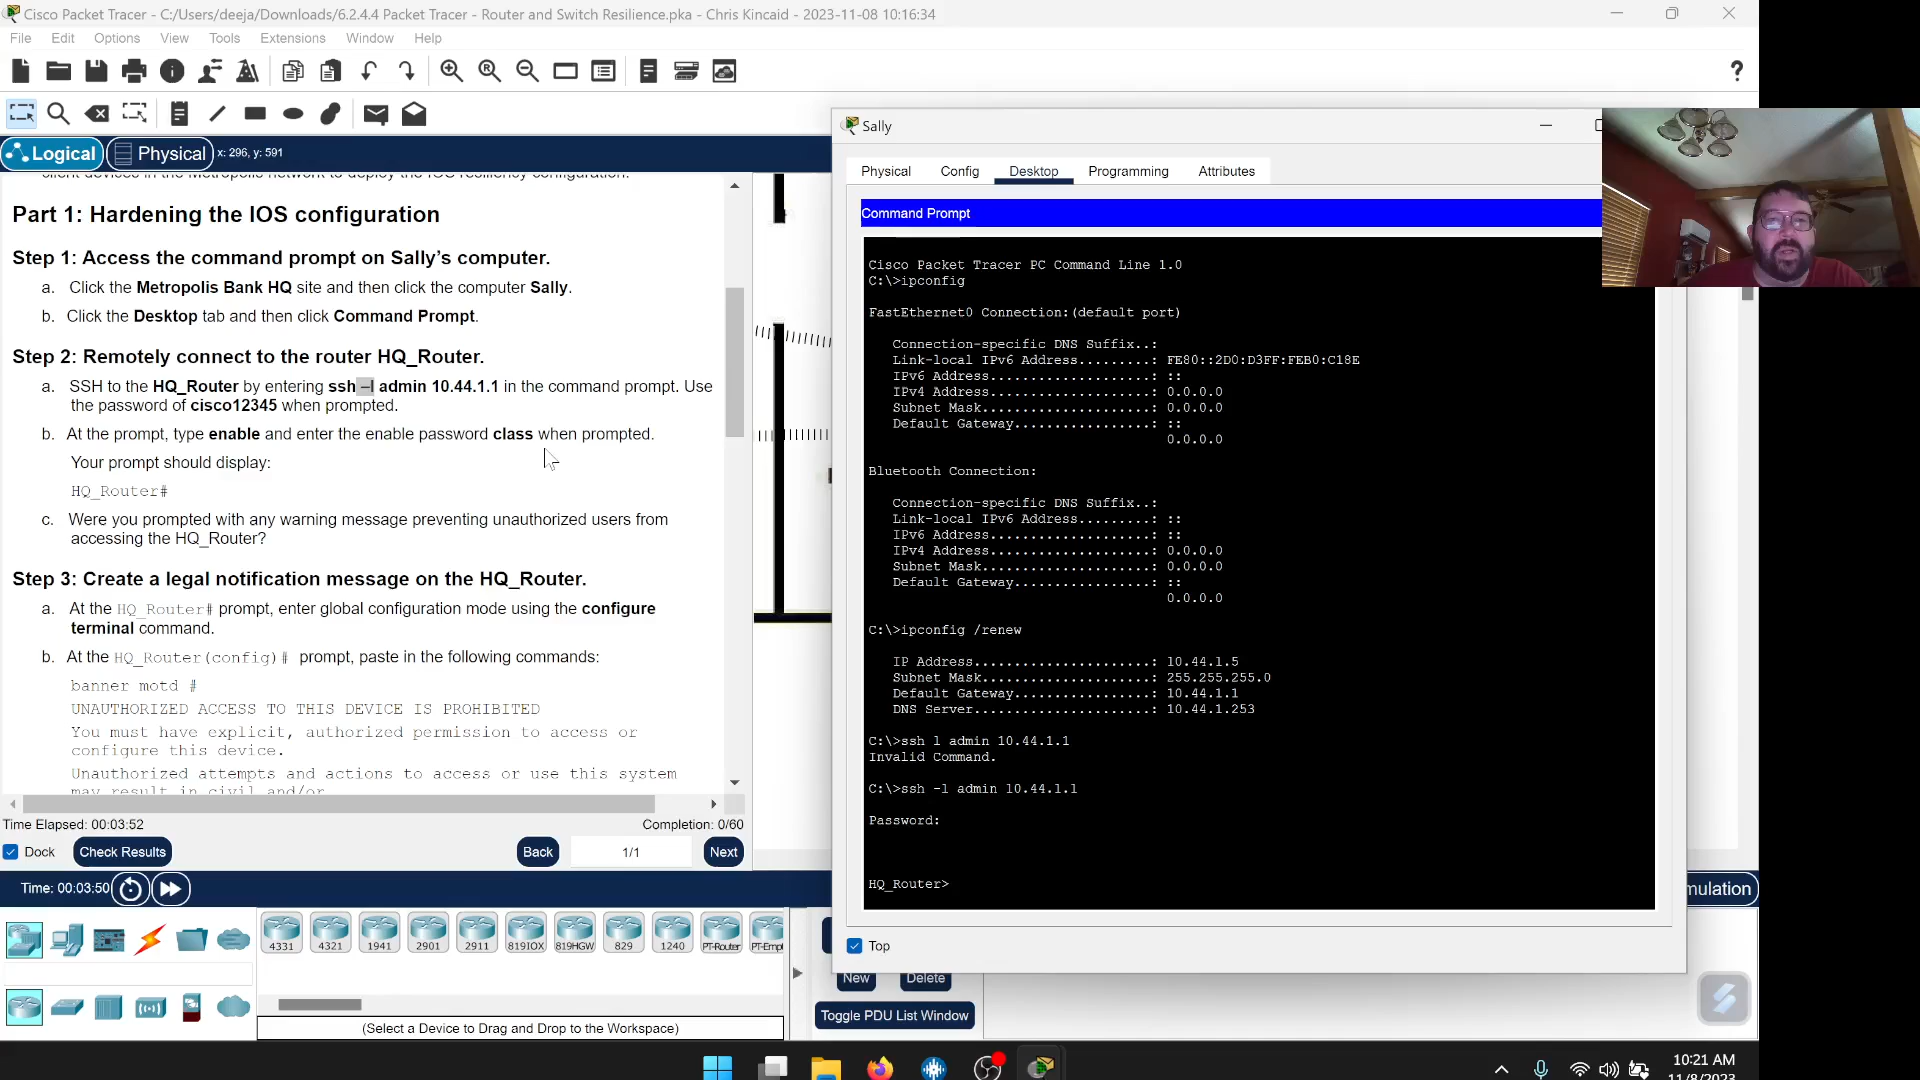 Cisco Packet Tracer - C:/Users/deeja/Downloads/6.2.4.4 Packet Tracer - Router and Switch Resilience.pka - Chris Kincaid - 2023-11-08 10:16:34
File Edit Options View Tools Extensions Window Help
?
Logical Physical x: 296, y: 591
Part 1: Hardening the IOS configuration
Step 1: Access the command prompt on Sally's computer.
a. Click the Metropolis Bank HQ site and then click the computer Sally.
b. Click the Desktop tab and then click Command Prompt.
Step 2: Remotely connect to the router HQ_Router.
a. SSH to the HQ_Router by entering ssh –l admin 10.44.1.1 in the command prompt. Use
the password of cisco12345 when prompted.
b. At the prompt, type enable and enter the enable password class when prompted.
Your prompt should display:
HQ_Router#
c. Were you prompted with any warning message preventing unauthorized users from
accessing the HQ_Router?
Step 3: Create a legal notification message on the HQ_Router.
a. At the HQ_Router# prompt, enter global configuration mode using the configure
terminal command.
b. At the HQ_Router(config)# prompt, paste in the following commands:
banner motd #
UNAUTHORIZED ACCESS TO THIS DEVICE IS PROHIBITED
You must have explicit, authorized permission to access or
configure this device.
Unauthorized attempts and actions to access or use this system
may result in civil and/or
Time Elapsed: 00:03:52 Completion: 0/60
Dock Check Results Back 1/1 Next
Time: 00:03:50
4331 4321 1941 2901 2911 819IOX 819HGW 829 1240 PT-Router PT-Empt
(Select a Device to Drag and Drop to the Workspace)
Sally
Physical Config Desktop Programming Attributes
Command Prompt
Cisco Packet Tracer PC Command Line 1.0
C:\>ipconfig
FastEthernet0 Connection:(default port)
Connection-specific DNS Suffix..:
Link-local IPv6 Address.........: FE80::2D0:D3FF:FEB0:C18E
IPv6 Address....................: ::
IPv4 Address....................: 0.0.0.0
Subnet Mask.....................: 0.0.0.0
Default Gateway.................: ::
0.0.0.0
Bluetooth Connection:
Connection-specific DNS Suffix..:
Link-local IPv6 Address.........: ::
IPv6 Address....................: ::
IPv4 Address....................: 0.0.0.0
Subnet Mask.....................: 0.0.0.0
Default Gateway.................: ::
0.0.0.0
C:\>ipconfig /renew
IP Address......................: 10.44.1.5
Subnet Mask.....................: 255.255.255.0
Default Gateway.................: 10.44.1.1
DNS Server......................: 10.44.1.253
C:\>ssh l admin 10.44.1.1
Invalid Command.
C:\>ssh -l admin 10.44.1.1
Password:
HQ_Router>
Top
New Delete
Toggle PDU List Window
mulation
10:21 AM
11/8/2023